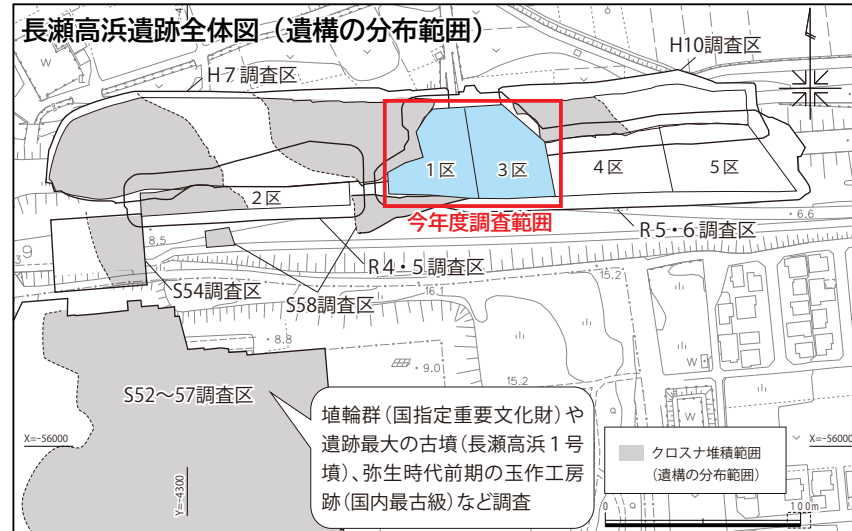 長瀬高浜遺跡全体図（遺構の分布範囲）
H10調査区
H-7 調査区
W
1区
3区
4区
5区
2区
今年度調査範囲
6.6
R 5・6 調査区
8.5
R 4・5 調査区
15.2
S54調査区
16.1
S58調査区
8.8
9.0
15.2
W
S52～57調査区
埴輪群（国指定重要文化財）や
遺跡最大の古墳（長瀬高浜１号
墳）、弥生時代前期の玉作工房
跡（国内最古級）など調査
W
X=-56000
X=-56000
クロスナ堆積範囲
（遺構の分布範囲）
Y=-4300
0
100m